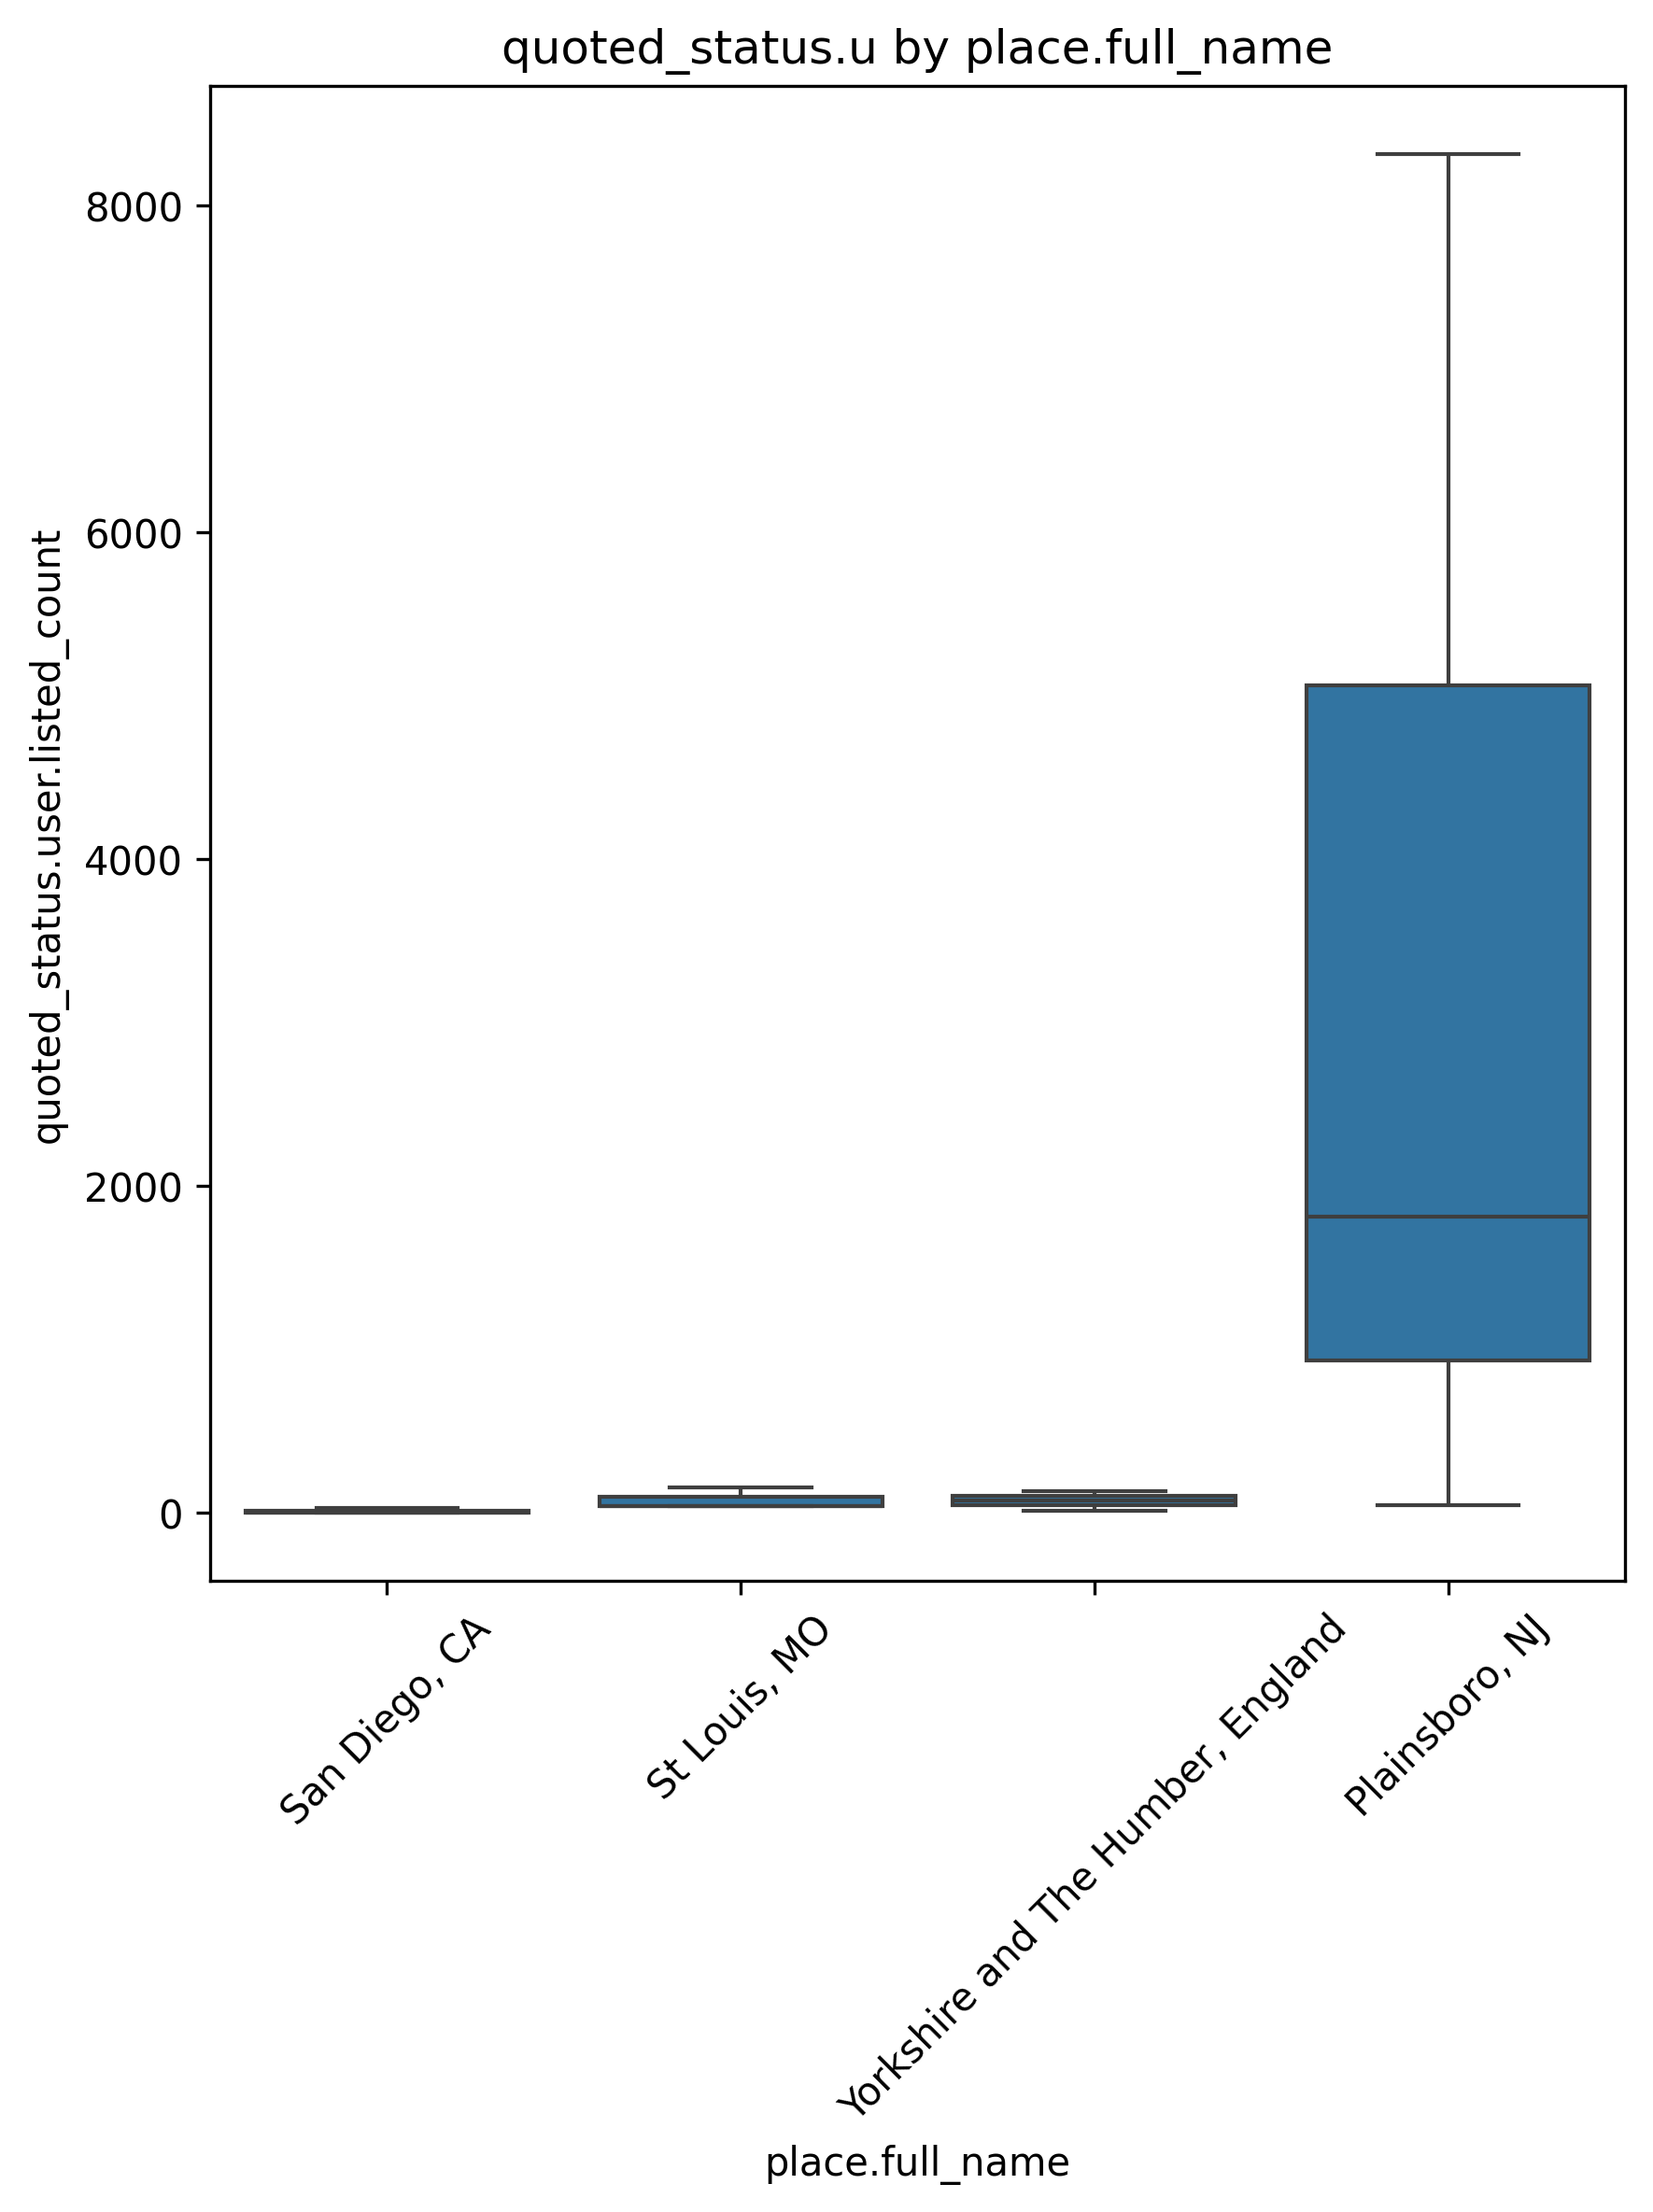 quoted_status.u by place.full_name
quoted_status.user.listed_count
8000
6000
4000
2000
0
San Diego, CA
St Louis, MO
Yorkshire and The Humber, England
Plainsboro, NJ
place.full_name